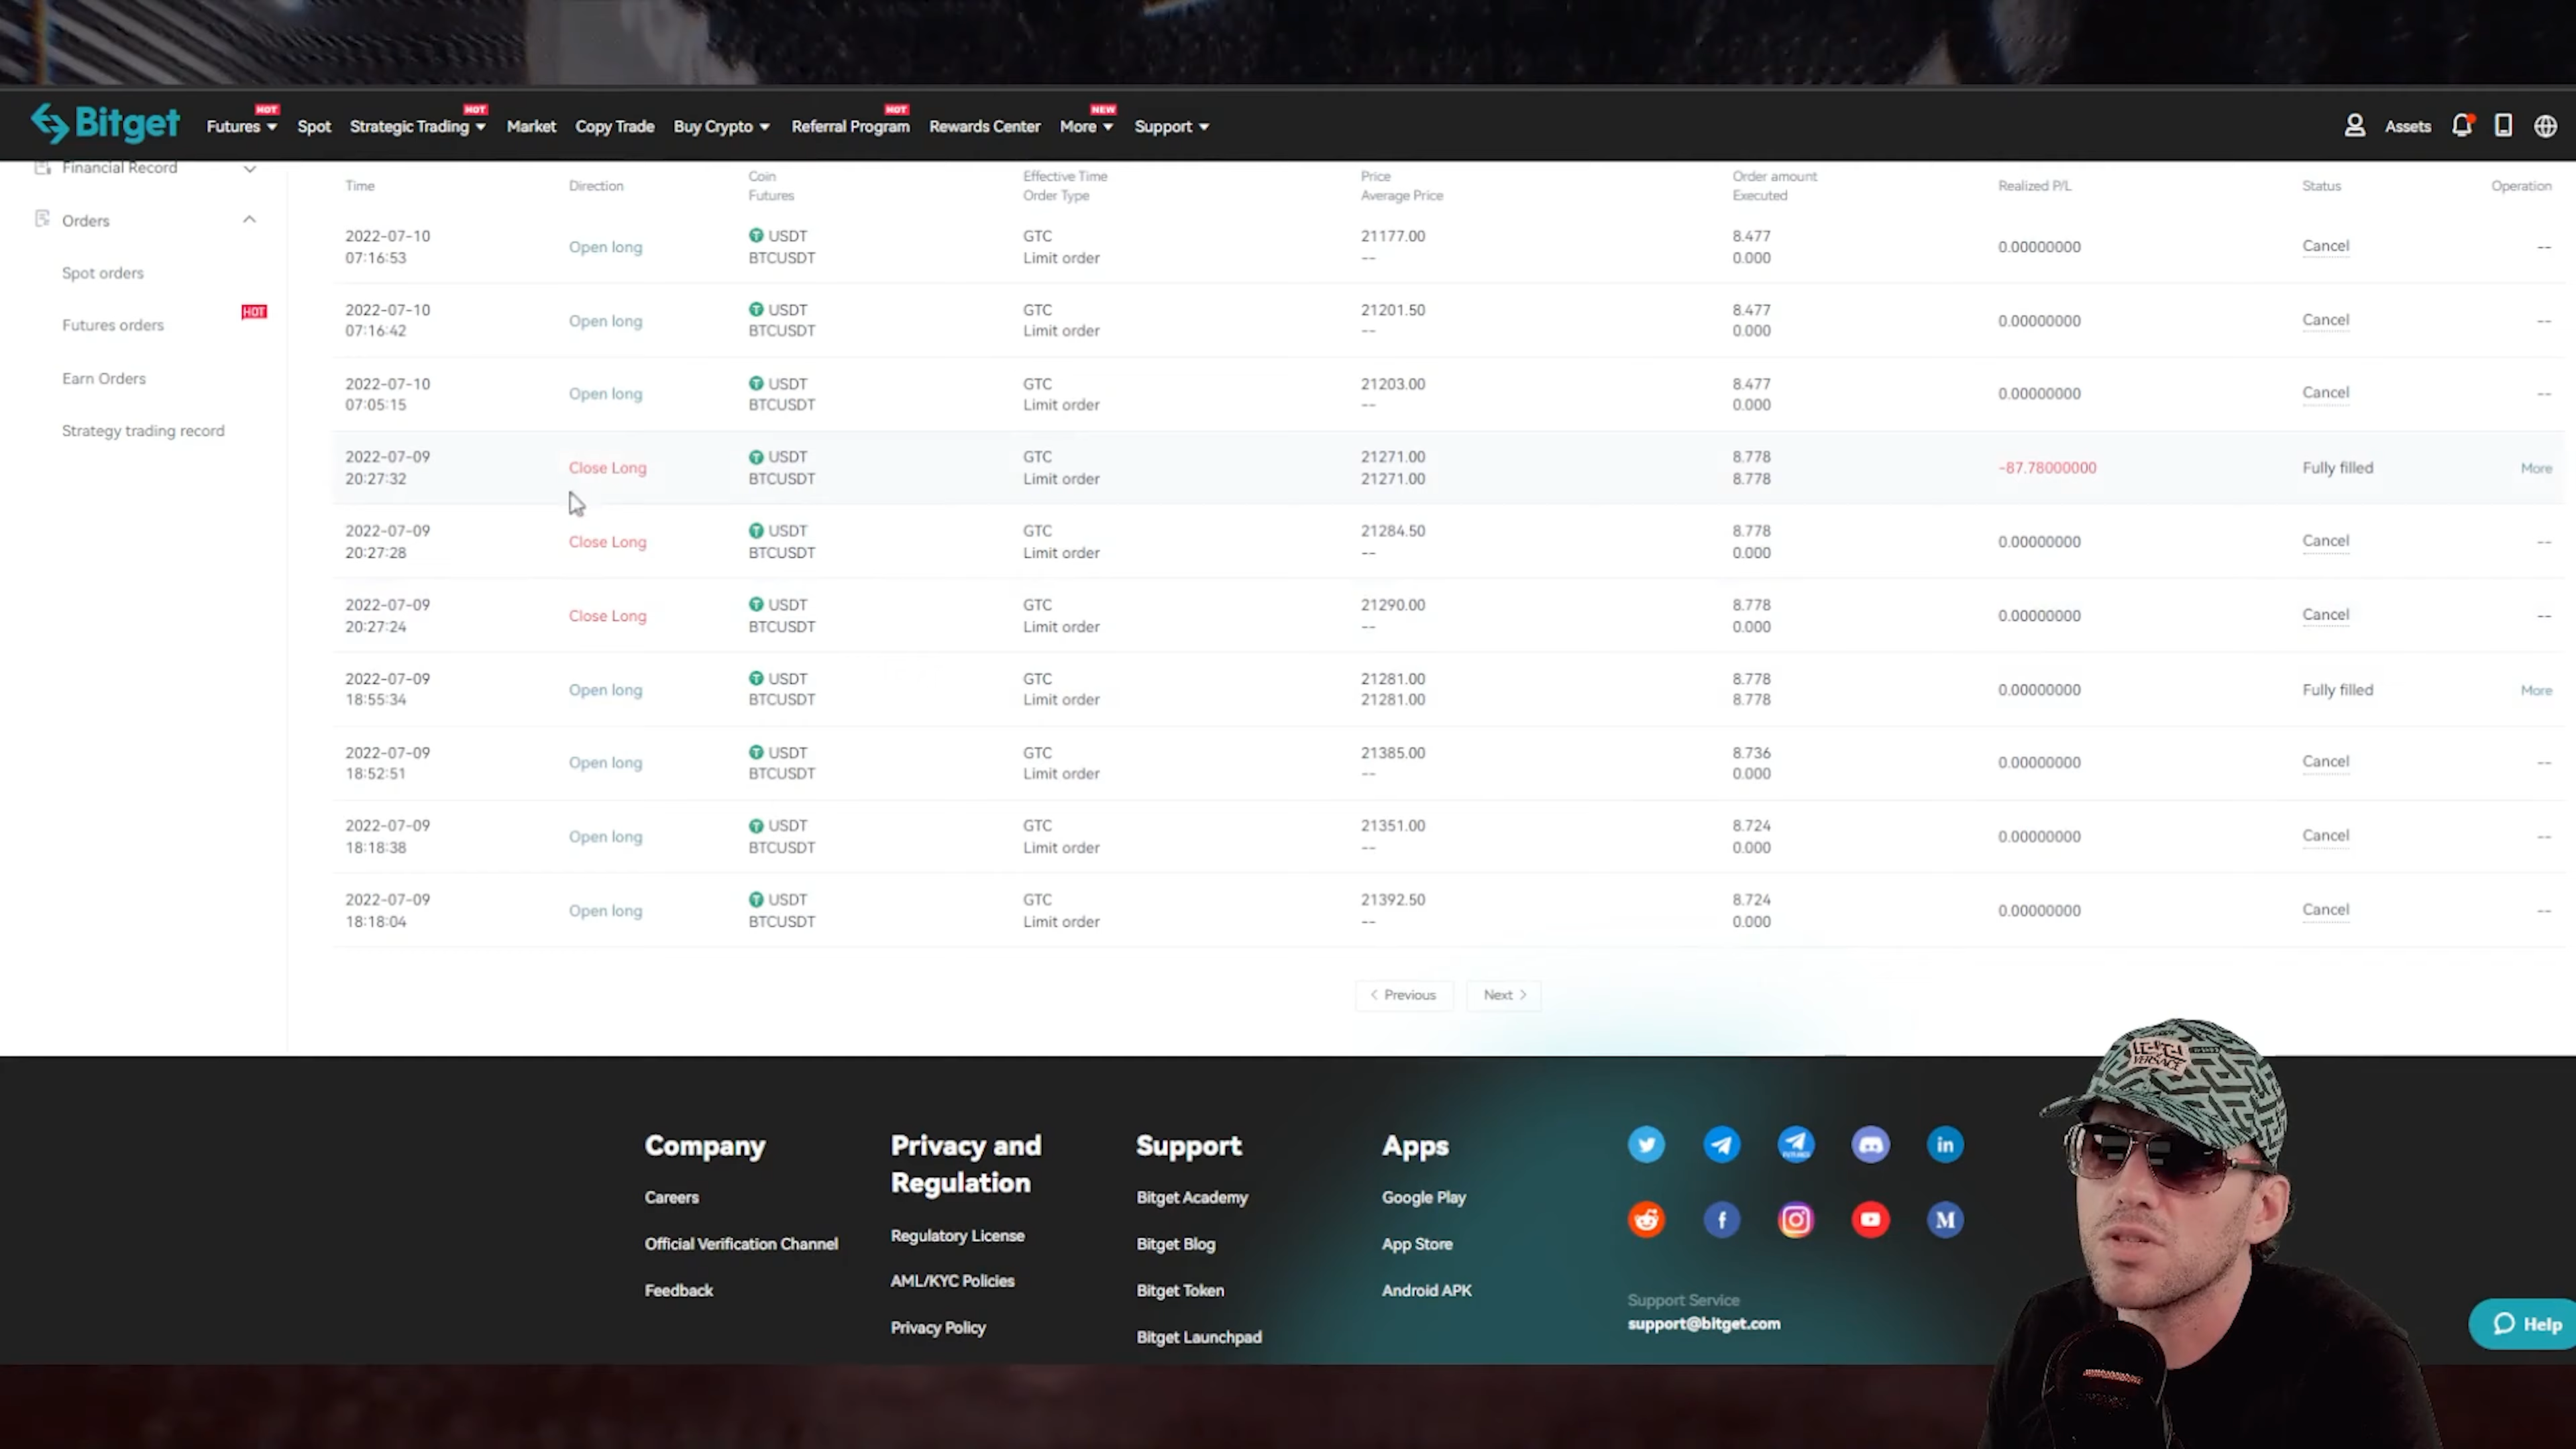 Bitget
Futures HOT Spot Strategic Trading HOT Market Copy Trade Buy Crypto Referral Program HOT Rewards Center More NEW Support Assets
Financial Record
Orders
Spot orders
Futures orders HOT
Earn Orders
Strategy trading record
Time Direction Coin Effective Time Price Order amount Realized P/L Status Operation
Futures Order Type Average Price Executed
2022-07-10 Open long USDT GTC 21177.00 8.477 0.00000000 Cancel --
07:16:53 BTCUSDT Limit order -- 0.000
2022-07-10 Open long USDT GTC 21201.50 8.477 0.00000000 Cancel --
07:16:42 BTCUSDT Limit order -- 0.000
2022-07-10 Open long USDT GTC 21203.00 8.477 0.00000000 Cancel --
07:05:15 BTCUSDT Limit order -- 0.000
2022-07-09 Close Long USDT GTC 21271.00 8.778 -87.78000000 Fully filled More
20:27:32 BTCUSDT Limit order 21271.00 8.778
2022-07-09 Close Long USDT GTC 21284.50 8.778 0.00000000 Cancel --
20:27:28 BTCUSDT Limit order -- 0.000
2022-07-09 Close Long USDT GTC 21290.00 8.778 0.00000000 Cancel --
20:27:24 BTCUSDT Limit order -- 0.000
2022-07-09 Open long USDT GTC 21281.00 8.778 0.00000000 Fully filled More
18:55:34 BTCUSDT Limit order 21281.00 8.778
2022-07-09 Open long USDT GTC 21385.00 8.736 0.00000000 Cancel --
18:52:51 BTCUSDT Limit order -- 0.000
2022-07-09 Open long USDT GTC 21351.00 8.724 0.00000000 Cancel --
18:18:38 BTCUSDT Limit order -- 0.000
2022-07-09 Open long USDT GTC 21392.50 8.724 0.00000000 Cancel --
18:18:04 BTCUSDT Limit order -- 0.000
< Previous Next >
Company
Careers
Official Verification Channel
Feedback
Privacy and
Regulation
Regulatory License
AML/KYC Policies
Privacy Policy
Support
Bitget Academy
Bitget Blog
Bitget Token
Bitget Launchpad
Apps
Google Play
App Store
Android APK
in
f
M
Support Service
support@bitget.com
VERSACE
Help